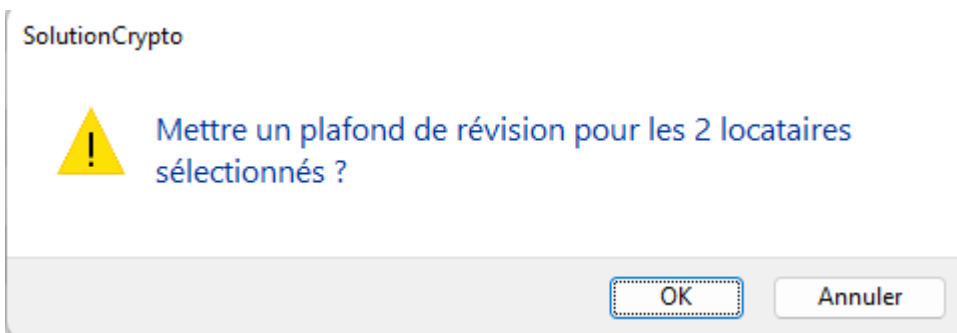 SolutionCrypto
Mettre un plafond de révision pour les 2 locataires
sélectionnés ?
OK
Annuler